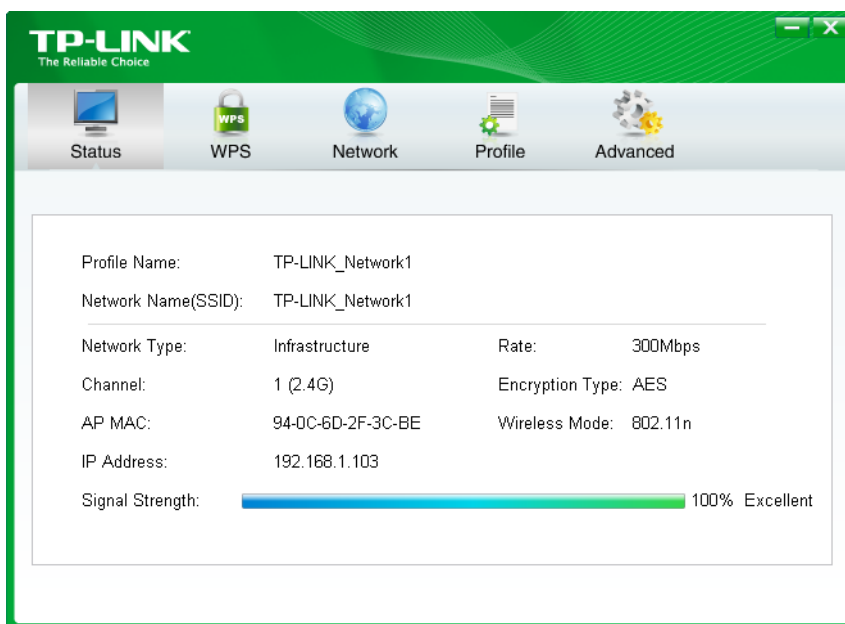 TP-LINK
The Reliable Choice
WPS
Status WPS Network Profile Advanced
Profile Name: TP-LINK_Network1
Network Name(SSID): TP-LINK_Network1
Network Type: Infrastructure Rate: 300Mbps
Channel: 1 (2.4G) Encryption Type: AES
AP MAC: 94-0C-6D-2F-3C-BE Wireless Mode: 802.11n
IP Address: 192.168.1.103
Signal Strength: 100% Excellent